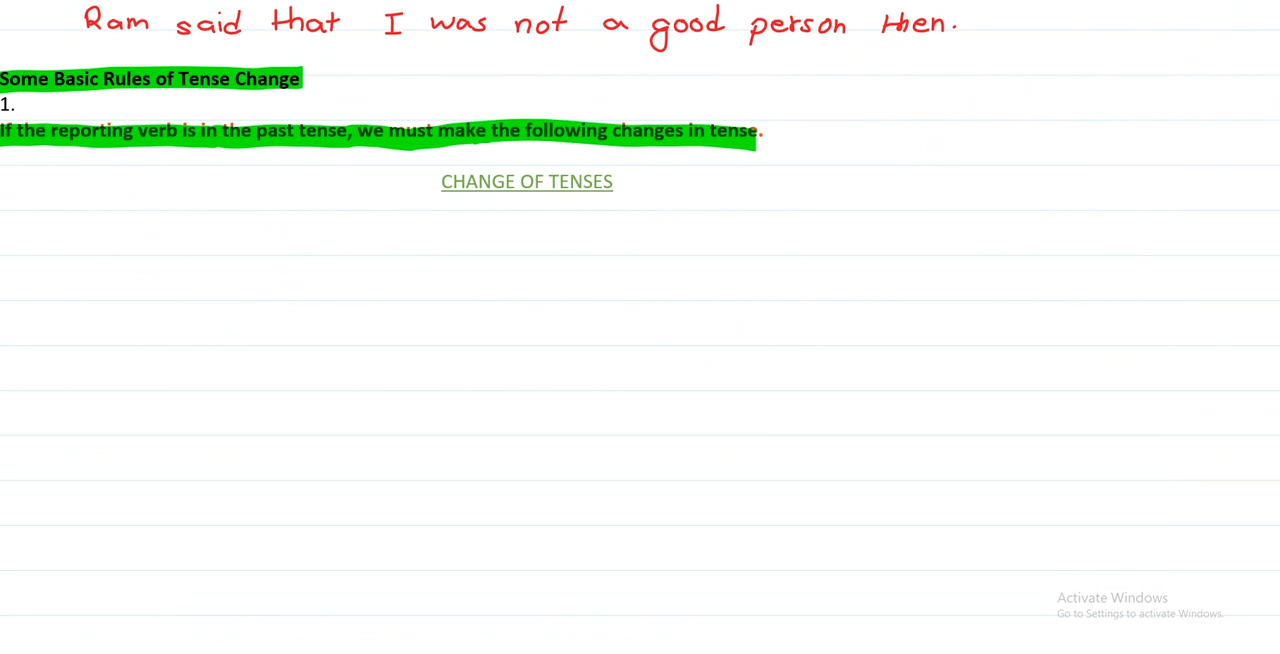 Ram said that I was not a good person then.
Some Basic Rules of Tense Change
1.
If the reporting verb is in the past tense, we must make the following changes in tense.
CHANGE OF TENSES
Activate Windows
Go to Settings to activate Windows.